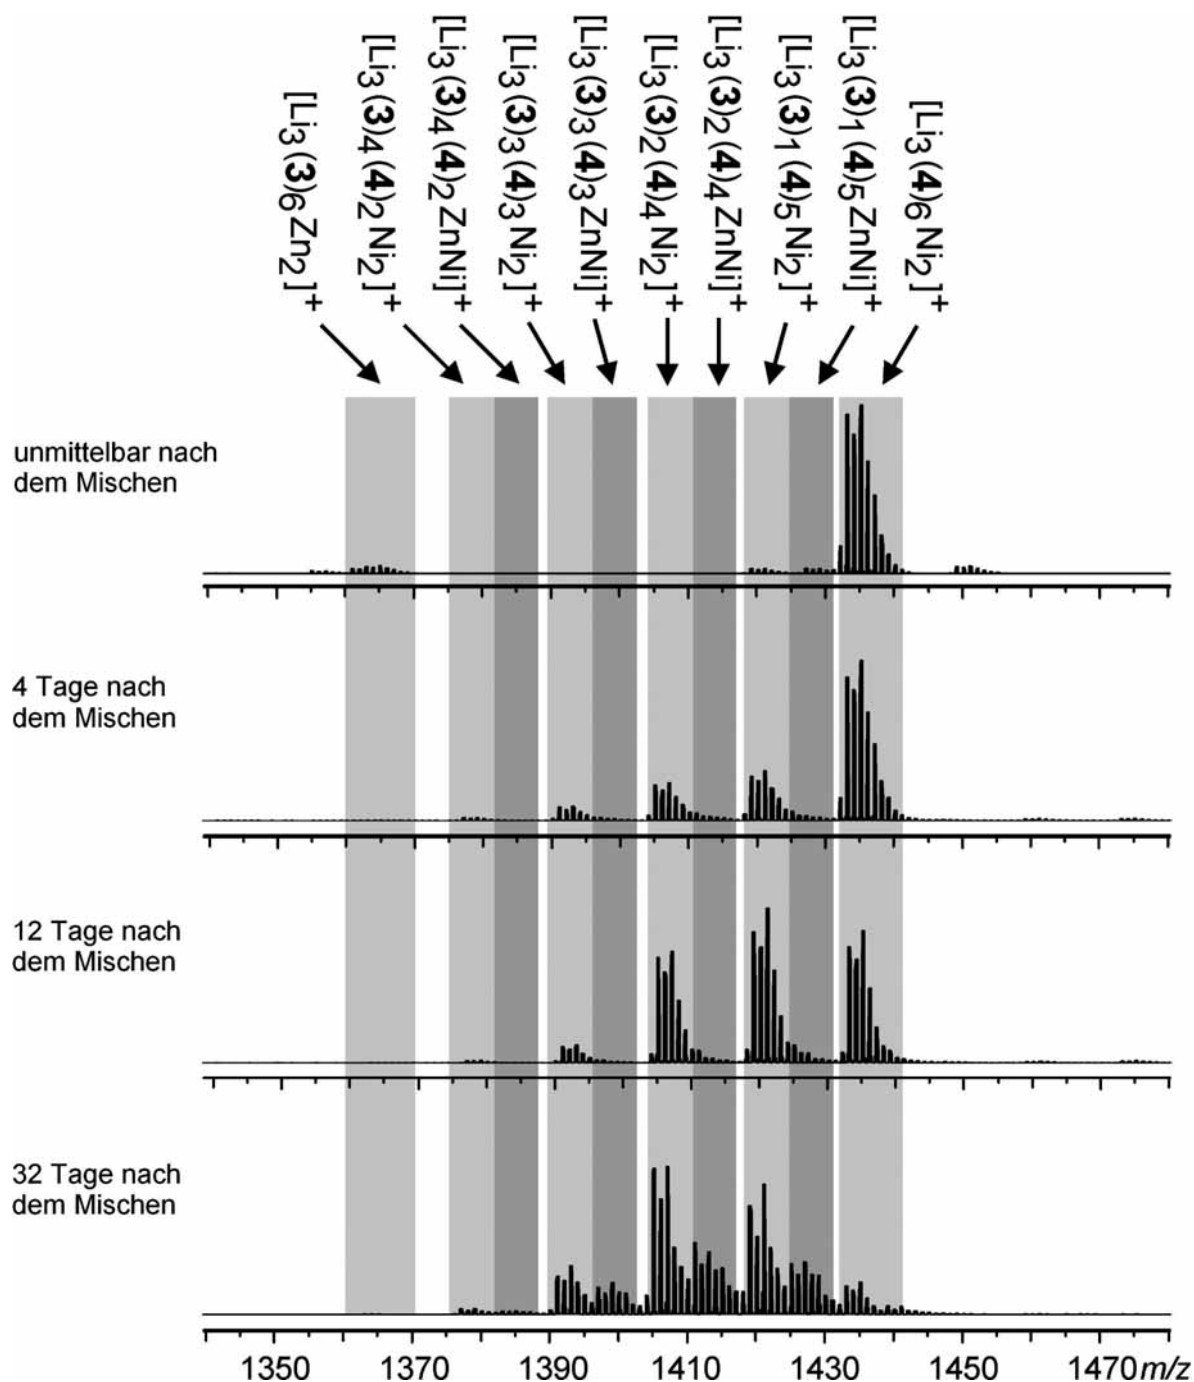 [Li3(3)6Zn2]+
[Li3(3)4(4)2Ni2]+
[Li3(3)4(4)2ZnNi]+
[Li3(3)3(4)3Ni2]+
[Li3(3)3(4)3ZnNi]+
[Li3(3)2(4)4Ni2]+
[Li3(3)2(4)4ZnNi]+
[Li3(3)1(4)5Ni2]+
[Li3(3)1(4)5ZnNi]+
[Li3(4)6Ni2]+
unmittelbar nach
dem Mischen
4 Tage nach
dem Mischen
12 Tage nach
dem Mischen
32 Tage nach
dem Mischen
1350 1370 1390 1410 1430 1450 1470 m/z